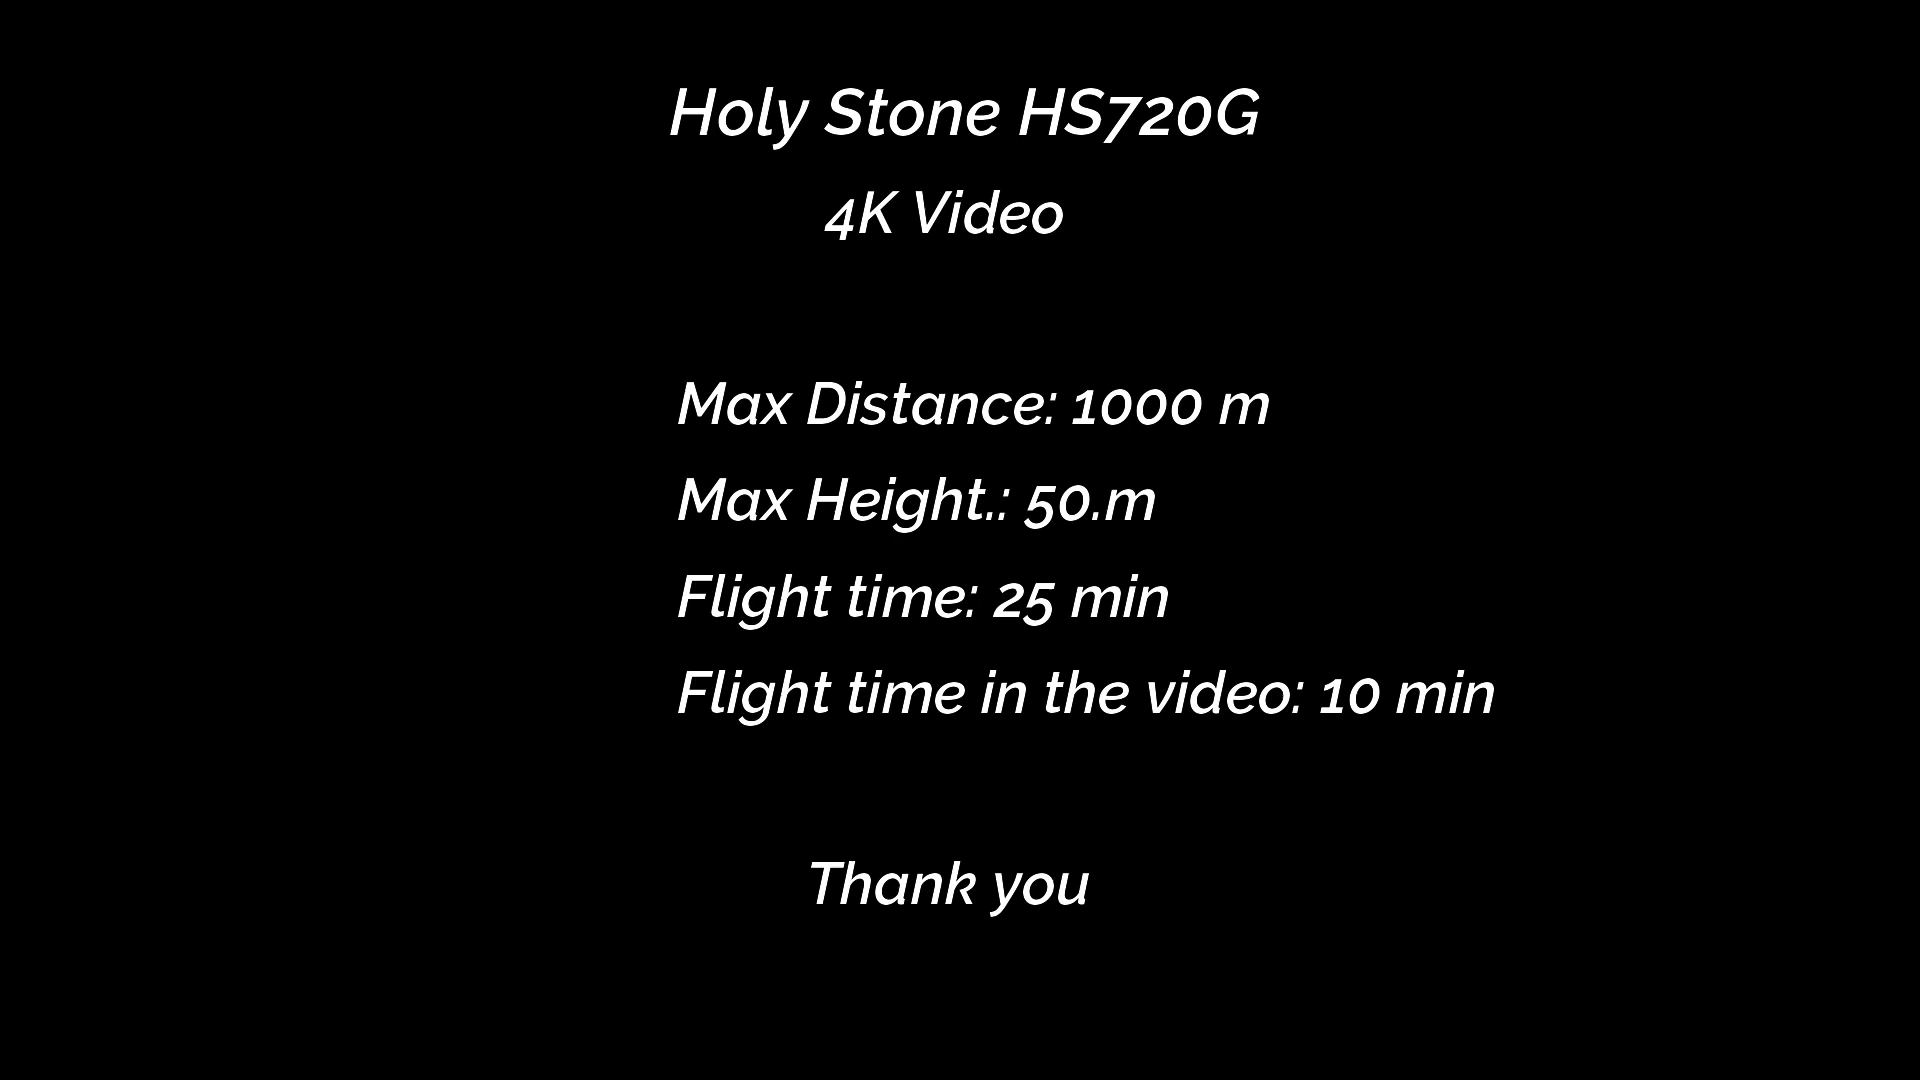 Holy Stone HS720G
4K Video
Max Distance: 1000 m
Max Height.: 50.m
Flight time: 25 min
Flight time in the video: 10 min
Thank you